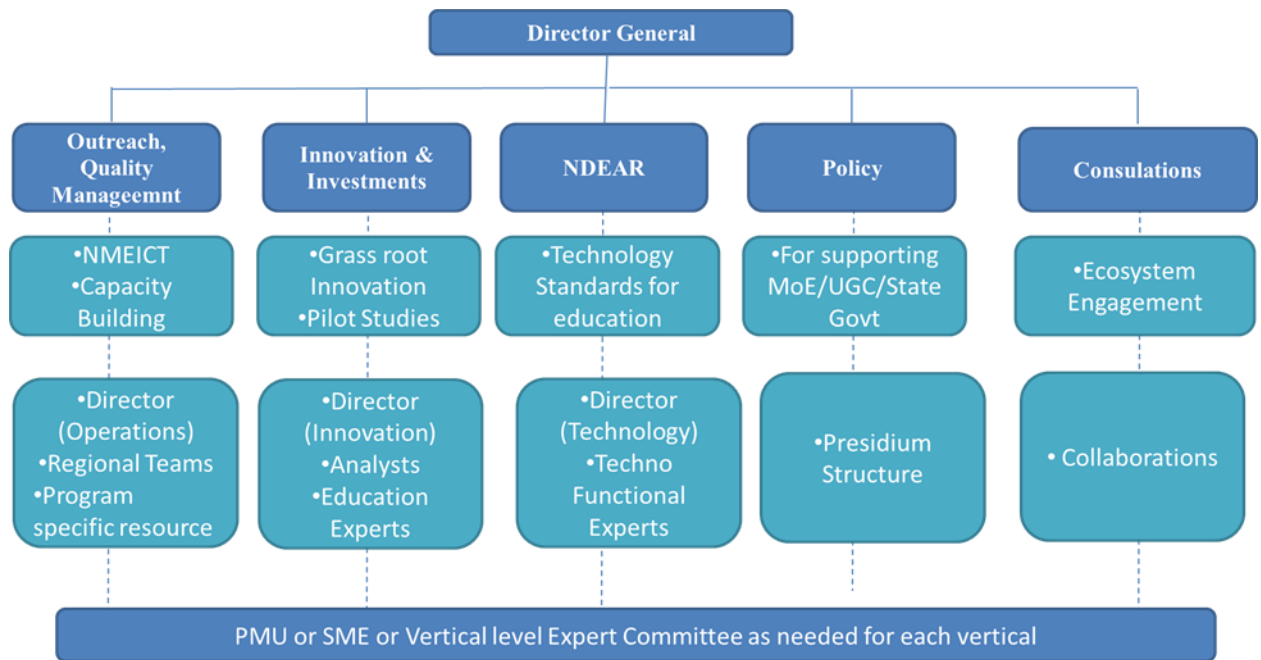 Director General
Outreach,
Quality
Manageemnt
Innovation &
Investments
NDEAR
Policy
Consulations
•NMEICT
•Capacity
Building
•Grass root
Innovation
•Pilot Studies
•Technology
Standards for
education
•For supporting
MoE/UGC/State
Govt
• Ecosystem
Engagement
•Director
(Operations)
•Regional Teams
•Program
specific resource
•Director
(Innovation)
•Analysts
•Education
Experts
•Director
(Technology)
•Techno
Functional
Experts
•Presidium
Structure
• Collaborations
PMU or SME or Vertical level Expert Committee as needed for each vertical